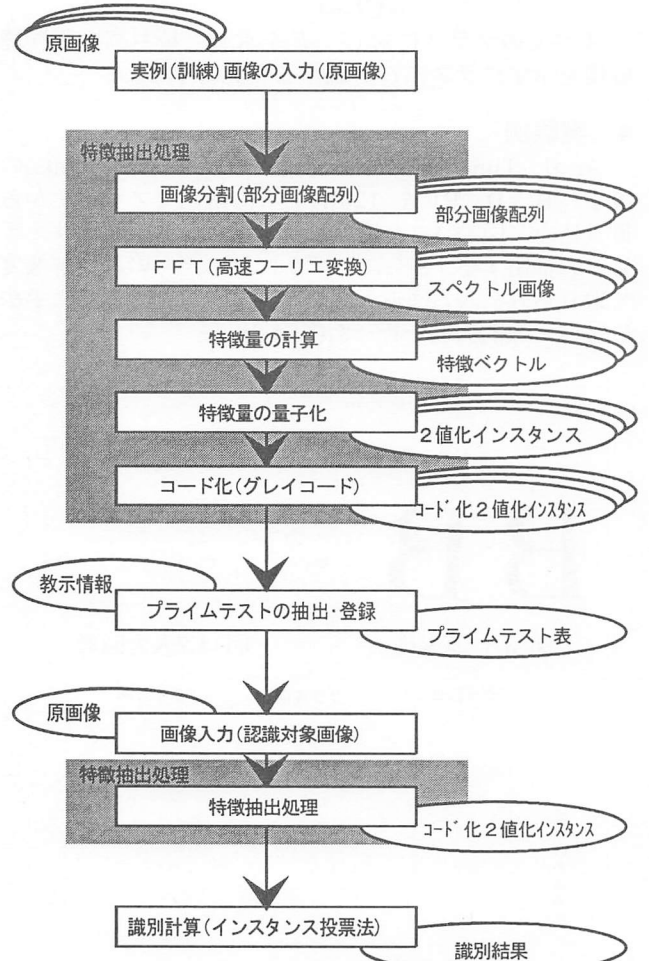 原画像
実例(訓練)画像の入力(原画像)
特徴抽出処理
画像分割(部分画像配列)
部分画像配列
FFT(高速フーリエ変換)
スペクトル画像
特徴量の計算
特徴ベクトル
特徴量の量子化
2値化インスタンス
コード化(グレイコード)
コード化2値化インスタンス
教示情報
プライムテストの抽出・登録
プライムテスト表
原画像
画像入力(認識対象画像)
特徴抽出処理
特徴抽出処理
コード化2値化インスタンス
識別計算(インスタンス投票法)
識別結果